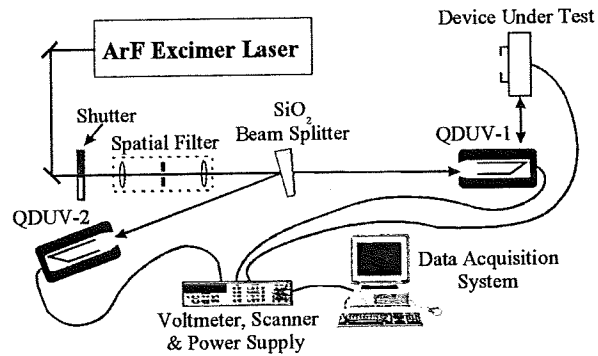 Device Under Test
ArF Excimer Laser
Shutter
SiO2
Beam Splitter
Spatial Filter
QDUV-1
QDUV-2
Data Acquisition
System
Voltmeter, Scanner
& Power Supply